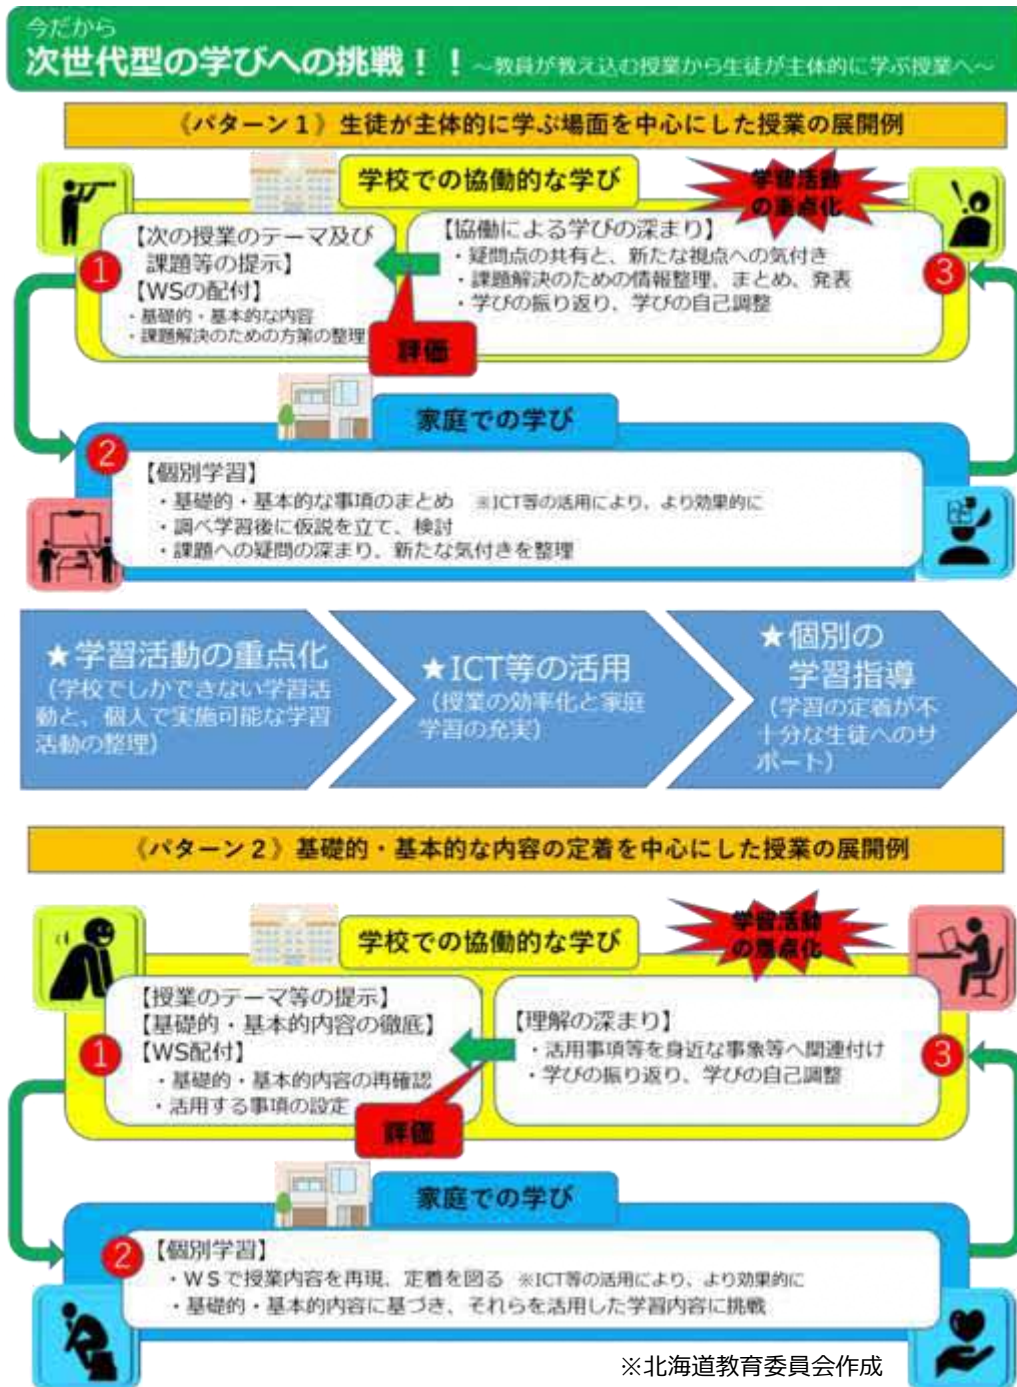 今だから
次世代型の学びへの挑戦！！ ～教員が教え込む授業から生徒が主体的に学ぶ授業へ～
《パターン１》生徒が主体的に学ぶ場面を中心にした授業の展開例
学校での協働的な学び
学習活動
の重点化
1
【次の授業のテーマ及び
課題等の提示】
【WSの配付】
・基礎的・基本的な内容
・課題解決のための方策の整理
評価
【協働による学びの深まり】
・疑問点の共有と、新たな視点への気付き
・課題解決のための情報整理、まとめ、発表
・学びの振り返り、学びの自己調整
3
家庭での学び
2
【個別学習】
・基礎的・基本的な事項のまとめ ※ICT等の活用により、より効果的に
・調べ学習後に仮説を立て、検討
・課題への疑問の深まり、新たな気付きを整理
★学習活動の重点化
（学校でしかできない学習活
動と、個人で実施可能な学習
活動の整理）
★ICT等の活用
（授業の効率化と家庭
学習の充実）
★個別の
学習指導
（学習の定着が不
十分な生徒へのサ
ポート）
《パターン２》基礎的・基本的な内容の定着を中心にした授業の展開例
学校での協働的な学び
学習活動
の重点化
1
【授業のテーマ等の提示】
【基礎的・基本的内容の徹底】
【WS配付】
・基礎的・基本的内容の再確認
・活用する事項の設定
評価
【理解の深まり】
・活用事項等を身近な事象等へ関連付け
・学びの振り返り、学びの自己調整
3
家庭での学び
2
【個別学習】
・ＷＳで授業内容を再現、定着を図る ※ICT等の活用により、より効果的に
・基礎的・基本的内容に基づき、それらを活用した学習内容に挑戦
※北海道教育委員会作成